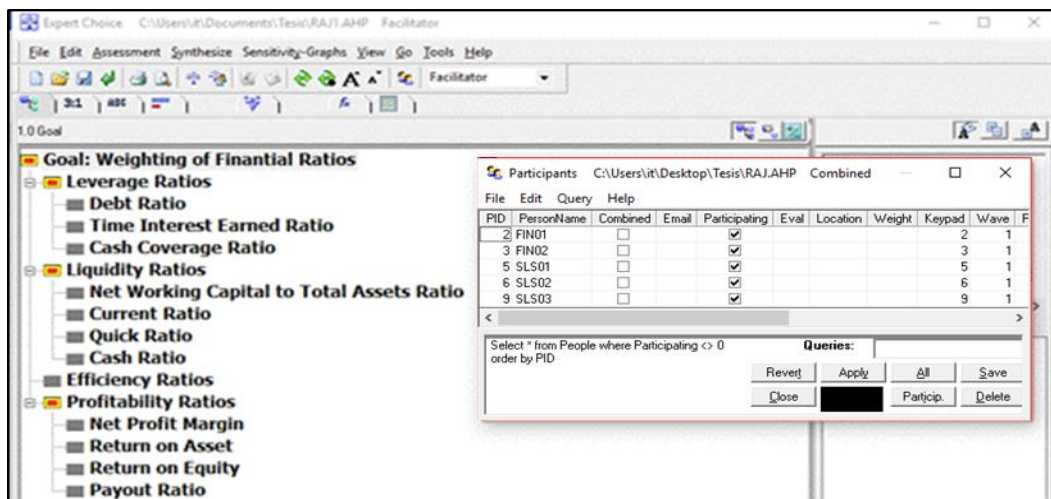 Expert Choice C:\Users\it\Documents\Tesis\RAJ1.AHP Facilitator
File Edit Assessment Synthesize Sensitivity-Graphs View Go Tools Help
Facilitator
3:1 ABC
1.0 Goal
Goal: Weighting of Finantial Ratios
Leverage Ratios
Debt Ratio
Time Interest Earned Ratio
Cash Coverage Ratio
Liquidity Ratios
Net Working Capital to Total Assets Ratio
Current Ratio
Quick Ratio
Cash Ratio
Efficiency Ratios
Profitability Ratios
Net Profit Margin
Return on Asset
Return on Equity
Payout Ratio
Participants C:\Users\it\Desktop\Tesis\RAJ.AHP Combined
File Edit Query Help
PID PersonName Combined Email Participating Eval Location Weight Keypad Wave F
2 FIN01 2 1
3 FIN02 3 1
5 SLS01 5 1
6 SLS02 6 1
9 SLS03 9 1
Select * from People where Participating <> 0
order by PID
Queries:
Revert Apply All Save
Close Particip. Delete